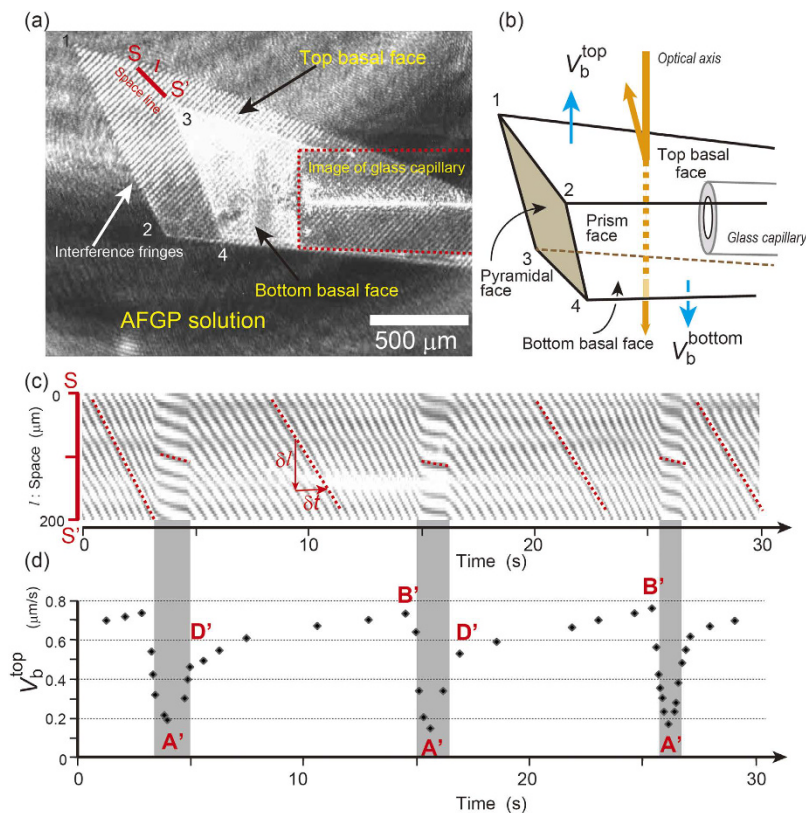 (a)
1
S
l
S'
Space line
Top basal face
3
Image of glass capillary
2
4
Interference fringes
Bottom basal face
AFGP solution
500 μm
(b)
V_b^top
Optical axis
1
Top basal face
2
Prism face
3
Glass capillary
Pyramidal face
4
Bottom basal face
V_b^bottom
(c)
S
0
l : Space (μm)
δl
δt
200
S'
0
10
20
30
Time (s)
(d)
0.8
(μm/s)
B'
B'
D'
D'
0.6
V_b^top
0.4
0.2
A'
A'
A'
0
0
10
20
30
Time (s)